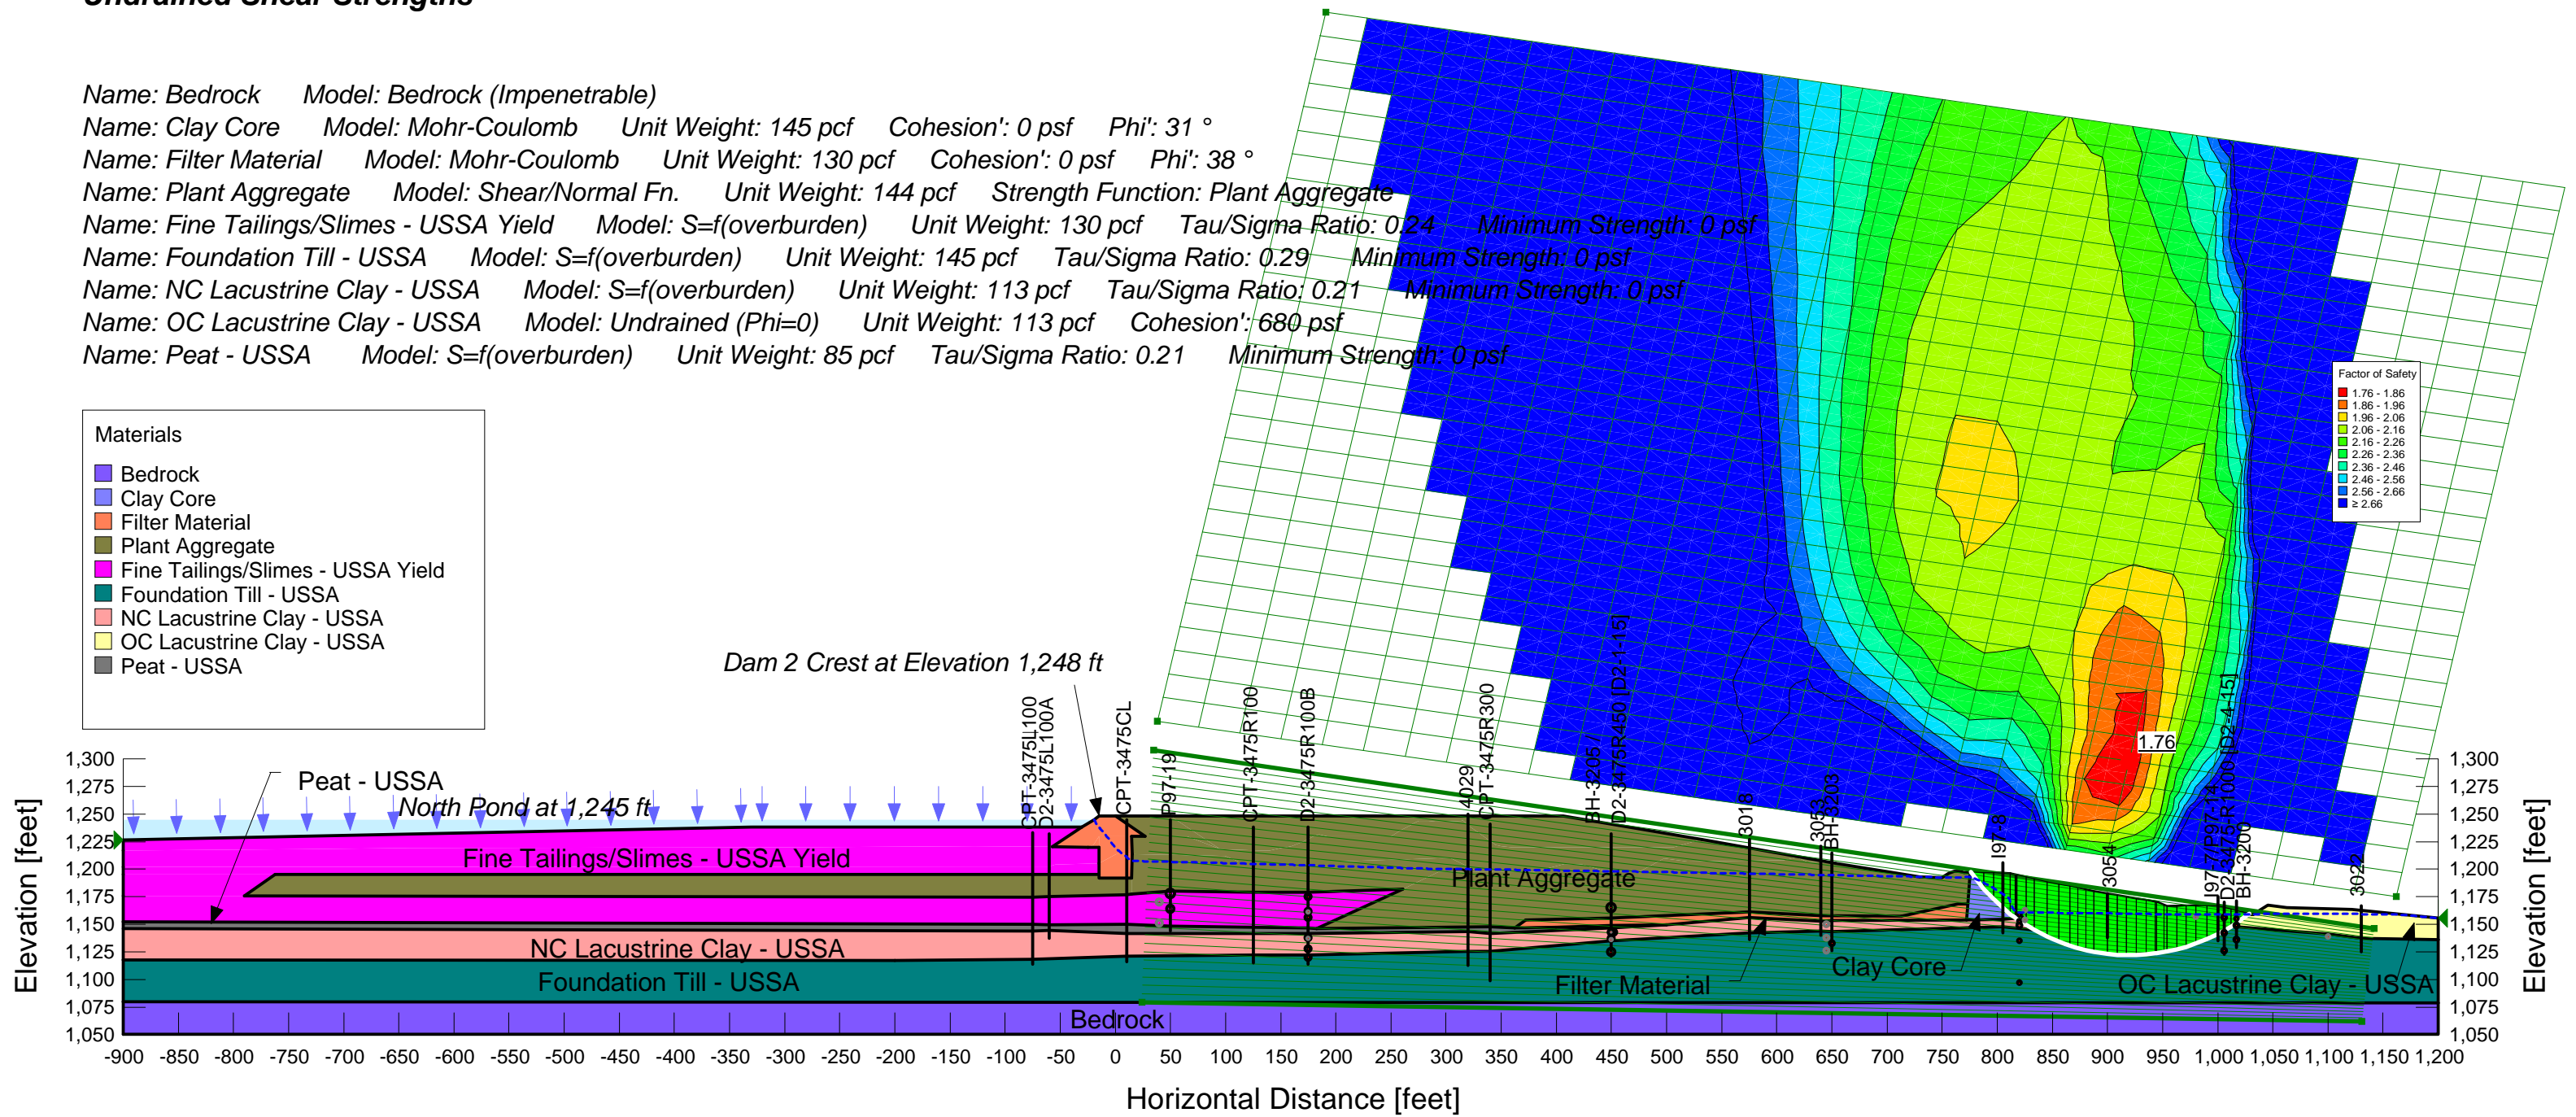 Undrained Shear Strengths
Name: Bedrock Model: Bedrock (Impenetrable)
Name: Clay Core Model: Mohr-Coulomb Unit Weight: 145 pcf Cohesion': 0 psf Phi': 31 °
Name: Filter Material Model: Mohr-Coulomb Unit Weight: 130 pcf Cohesion': 0 psf Phi': 38 °
Name: Plant Aggregate Model: Shear/Normal Fn. Unit Weight: 144 pcf Strength Function: Plant Aggregate
Name: Fine Tailings/Slimes - USSA Yield Model: S=f(overburden) Unit Weight: 130 pcf Tau/Sigma Ratio: 0.24 Minimum Strength: 0 psf
Name: Foundation Till - USSA Model: S=f(overburden) Unit Weight: 145 pcf Tau/Sigma Ratio: 0.29 Minimum Strength: 0 psf
Name: NC Lacustrine Clay - USSA Model: S=f(overburden) Unit Weight: 113 pcf Tau/Sigma Ratio: 0.21 Minimum Strength: 0 psf
Name: OC Lacustrine Clay - USSA Model: Undrained (Phi=0) Unit Weight: 113 pcf Cohesion': 680 psf
Name: Peat - USSA Model: S=f(overburden) Unit Weight: 85 pcf Tau/Sigma Ratio: 0.21 Minimum Strength: 0 psf
Factor of Safety
1.76 - 1.86
1.86 - 1.96
1.96 - 2.06
2.06 - 2.16
2.16 - 2.26
2.26 - 2.36
2.36 - 2.46
2.46 - 2.56
2.56 - 2.66
≥ 2.66
Materials
Bedrock
Clay Core
Filter Material
Plant Aggregate
Fine Tailings/Slimes - USSA Yield
Foundation Till - USSA
NC Lacustrine Clay - USSA
OC Lacustrine Clay - USSA
Peat - USSA
Dam 2 Crest at Elevation 1,248 ft
1.76
Peat - USSA
North Pond at 1,245 ft
CPT-3475L100
D2-3475L100A
CPT-3475CL
P97-19
CPT-3475R100
D2-3475R100B
4029
CPT-3475R300
BH-3205 /
D2-3475R450 [D2-1-15]
3018
3053
BH-3203
I97-8
3054
I97-7/P97-14
D2-3475-R1000 [D2-4-15]
BH-3200
3022
Fine Tailings/Slimes - USSA Yield
Plant Aggregate
NC Lacustrine Clay - USSA
Foundation Till - USSA
Filter Material
Clay Core
OC Lacustrine Clay - USSA
Bedrock
Elevation [feet]
1,300
1,275
1,250
1,225
1,200
1,175
1,150
1,125
1,100
1,075
1,050
1,300
1,275
1,250
1,225
1,200
1,175
1,150
1,125
1,100
1,075
1,050
Elevation [feet]
-900 -850 -800 -750 -700 -650 -600 -550 -500 -450 -400 -350 -300 -250 -200 -150 -100 -50 0 50 100 150 200 250 300 350 400 450 500 550 600 650 700 750 800 850 900 950 1,000 1,050 1,100 1,150 1,200
Horizontal Distance [feet]